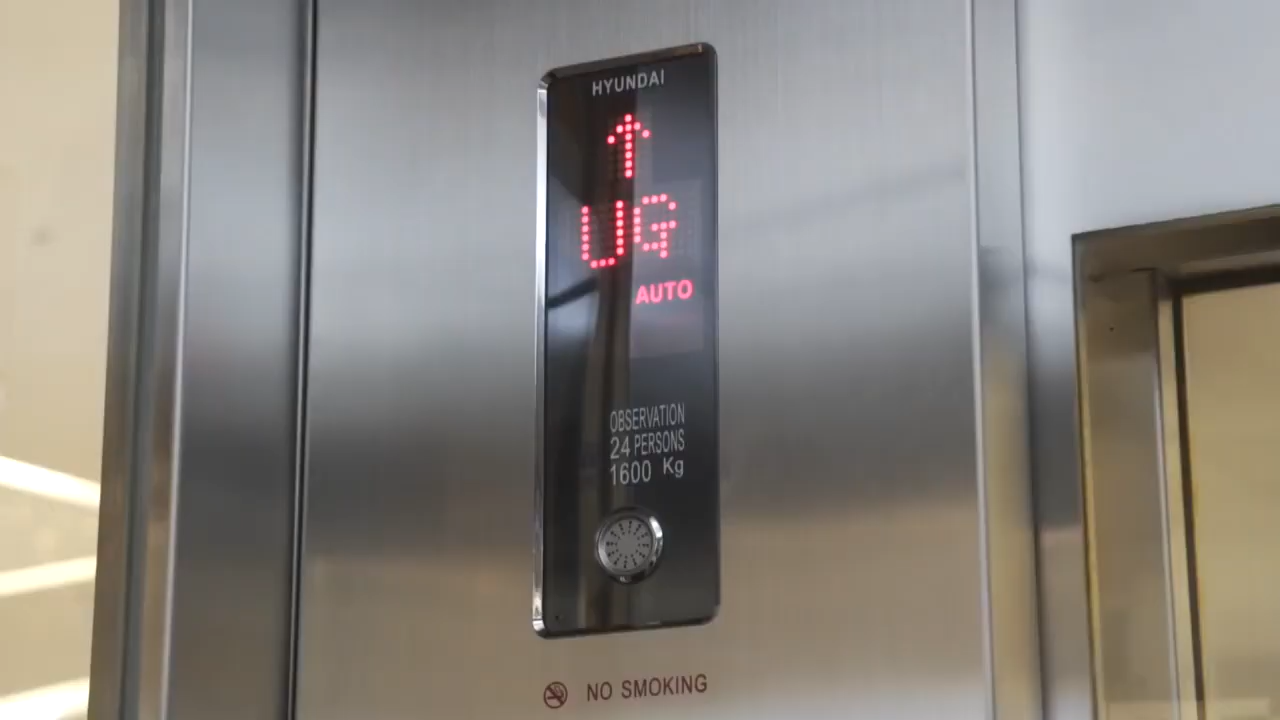 HYUNDAI
↑
UG
AUTO
OBSERVATION
24 PERSONS
1600 Kg
NO SMOKING